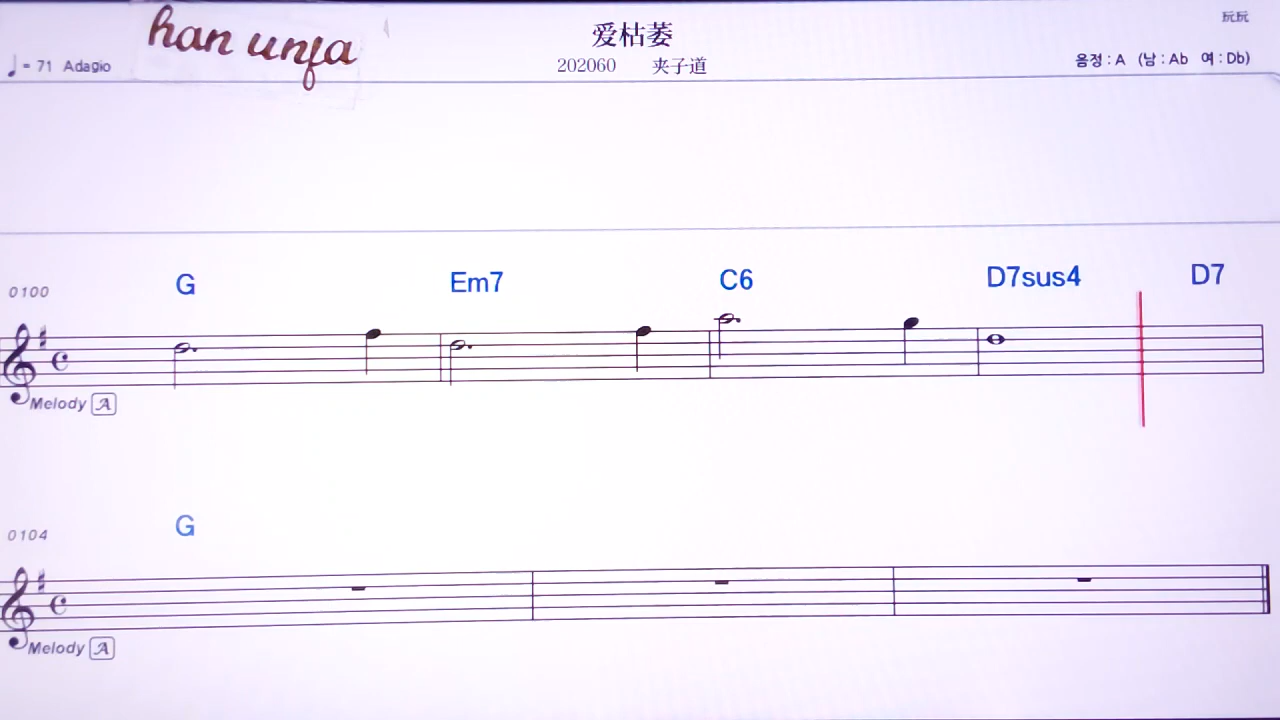 han unfa
爱枯萎
玩玩
= 71 Adagio
202060 夹子道
음정 : A (남 : Ab 여 : Db)
0100
G Em7 C6 D7sus4 D7
Melody A
0104
G
Melody A